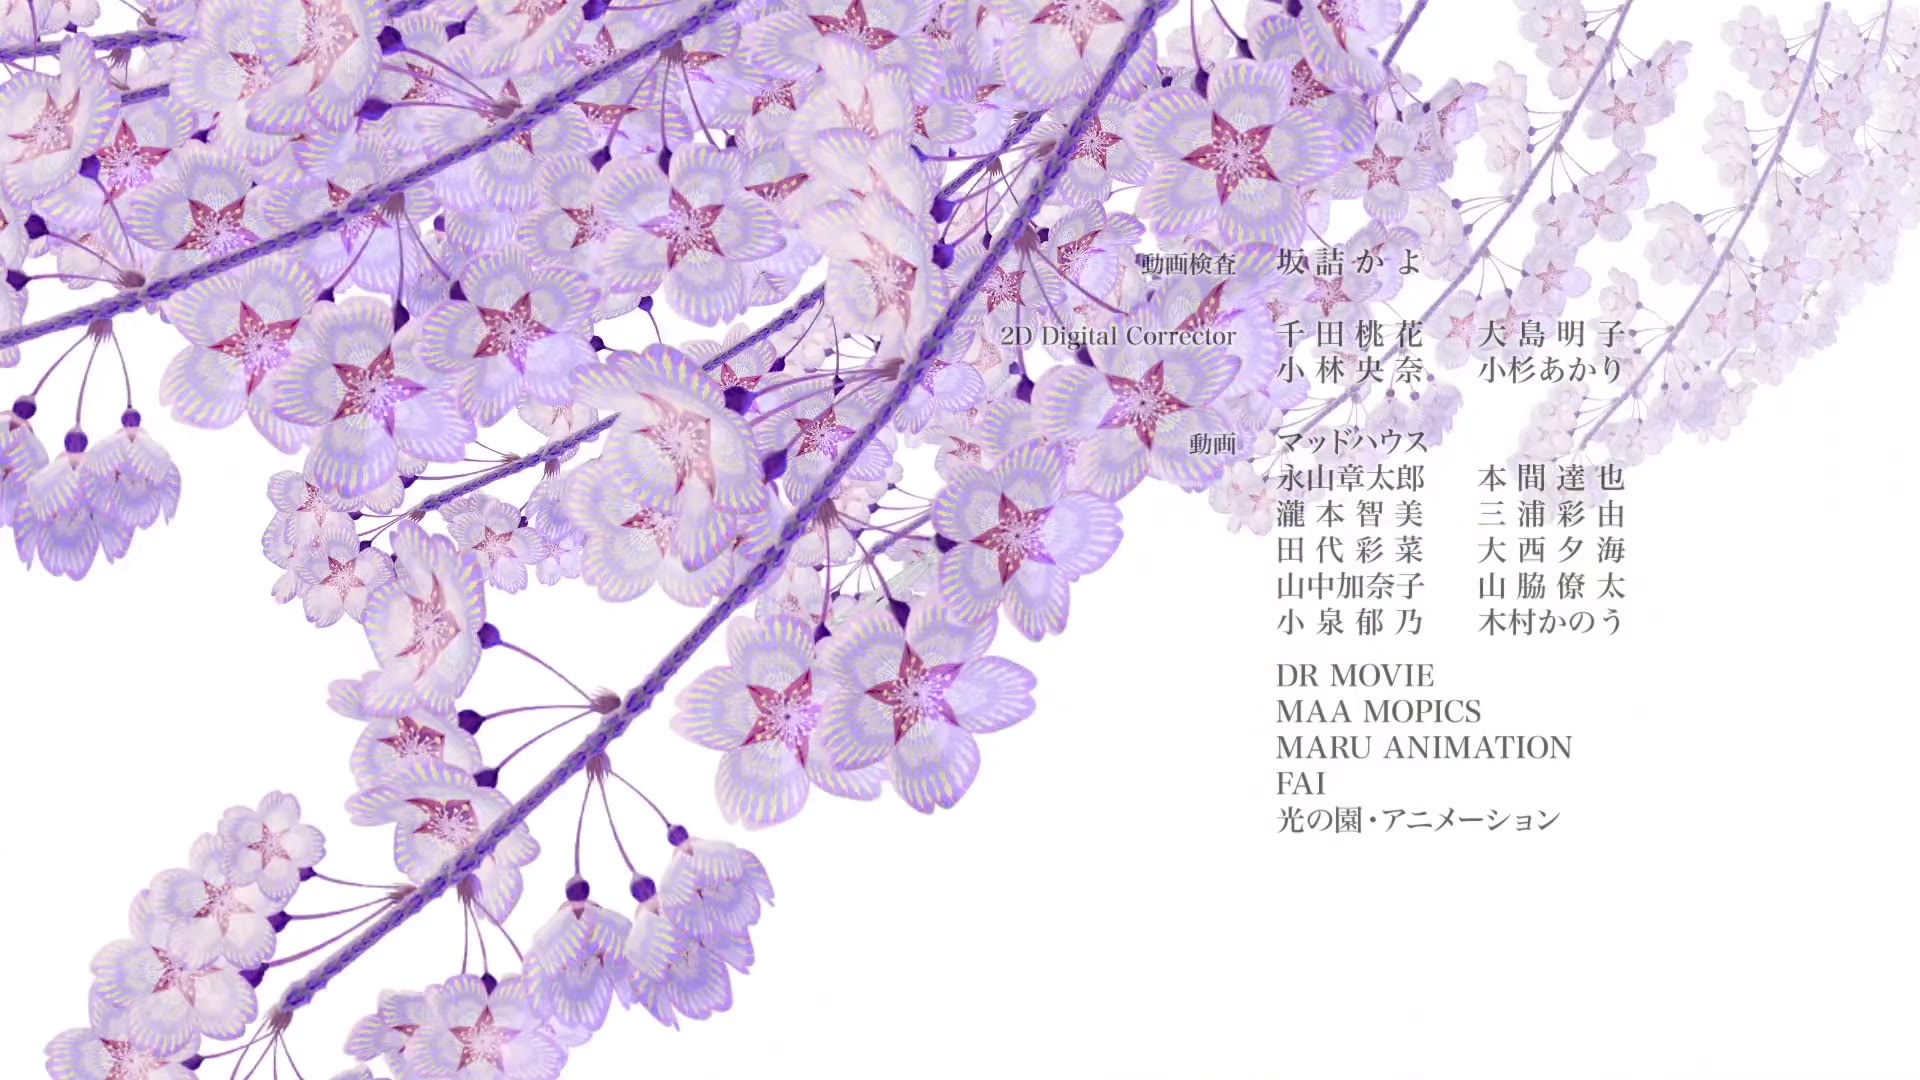 動画検査 坂詰かよ
2D Digital Corrector 千田桃花 大島明子
小林央奈 小杉あかり
動画 マッドハウス
永山章太郎 本間達也
瀧本智美 三浦彩由
田代彩菜 大西夕海
山中加奈子 山脇僚太
小泉郁乃 木村かのう
DR MOVIE
MAA MOPICS
MARU ANIMATION
FAI
光の園・アニメーション